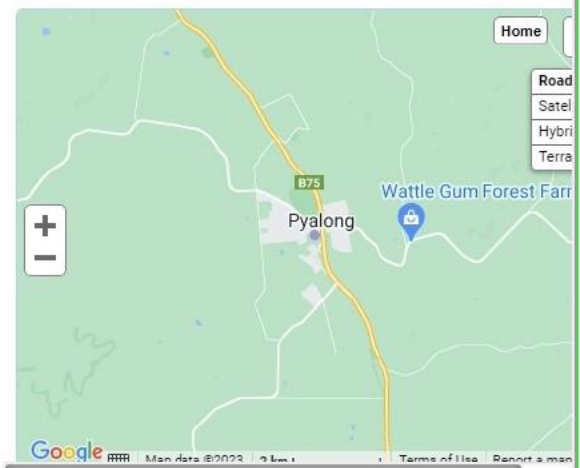 Home
Road
Satel
Hybri
Terra
B75
Wattle Gum Forest Farr
Pyalong
+
−
Google Map data ©2023 2 km Terms of Use Report a map